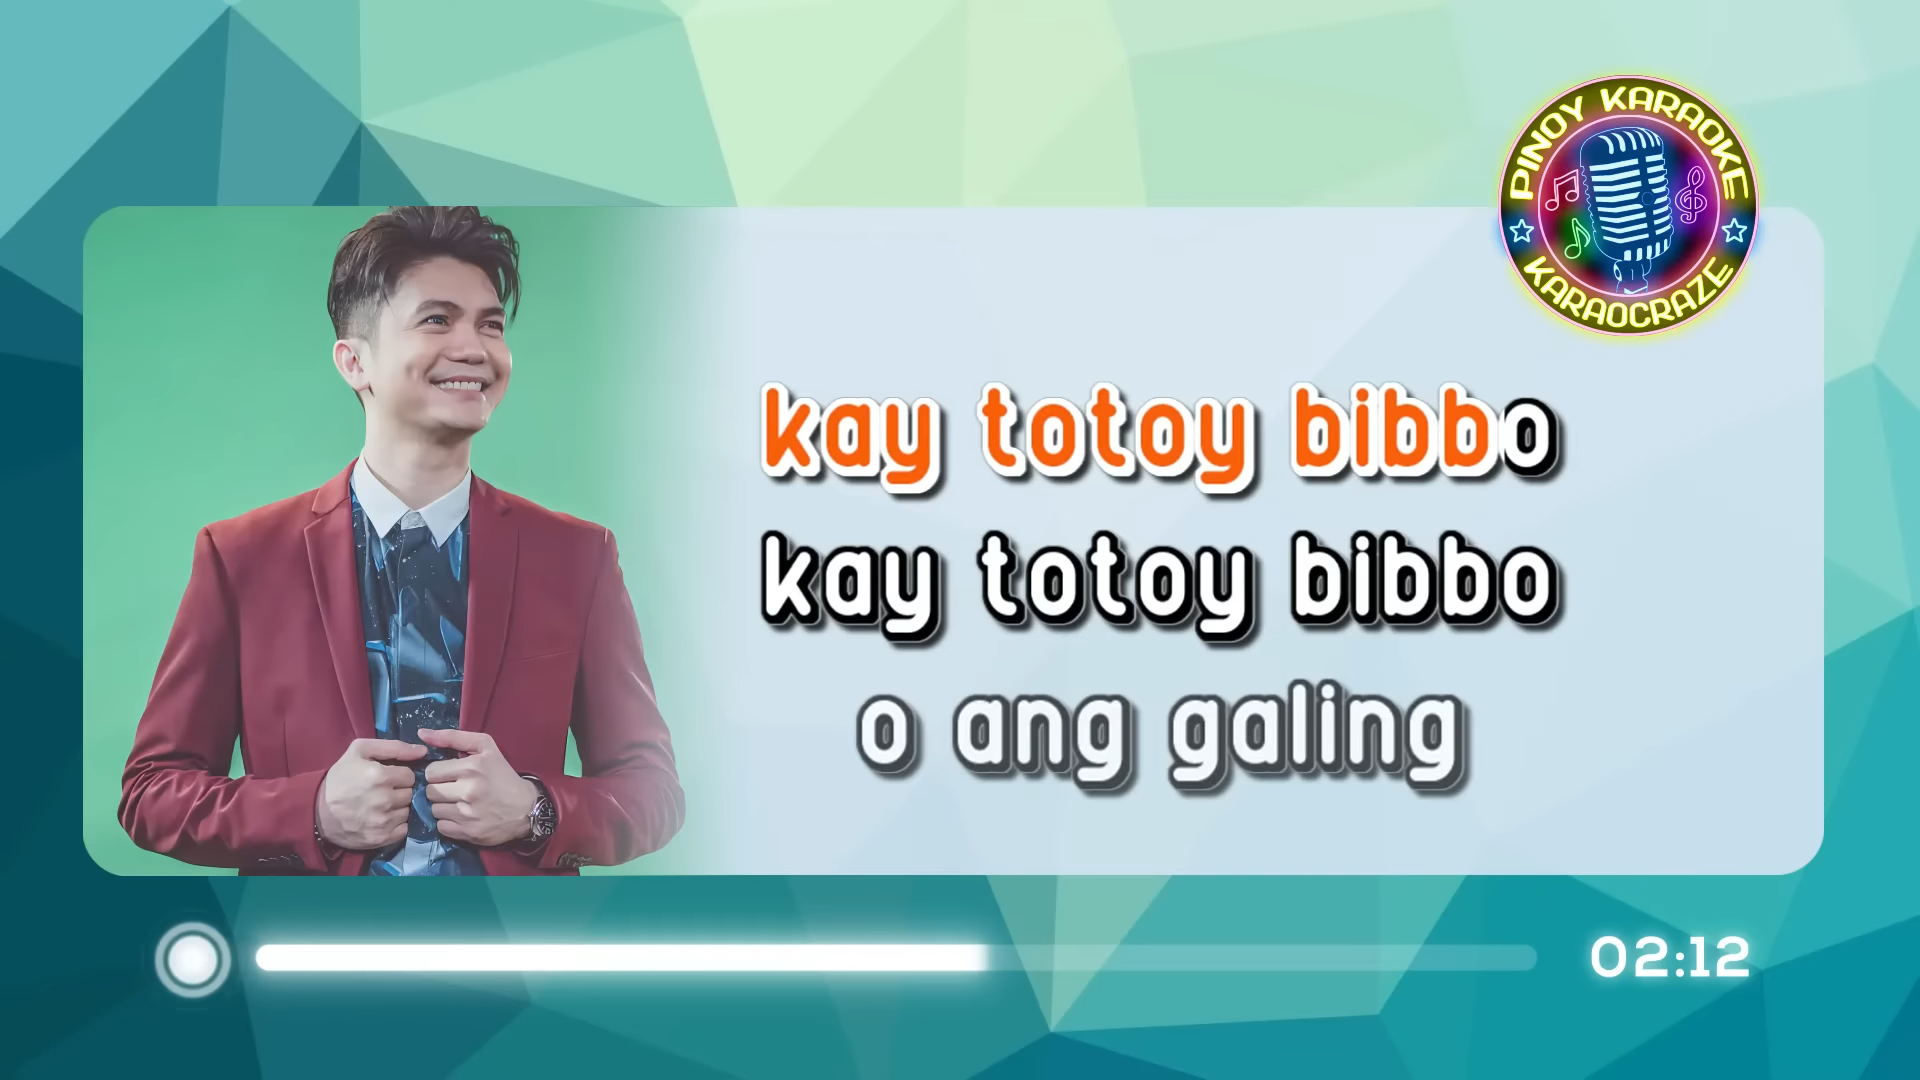 PINOY KARAOKE
KARAOCRAZE
kay totoy bibbo
kay totoy bibbo
o ang galing
02:12